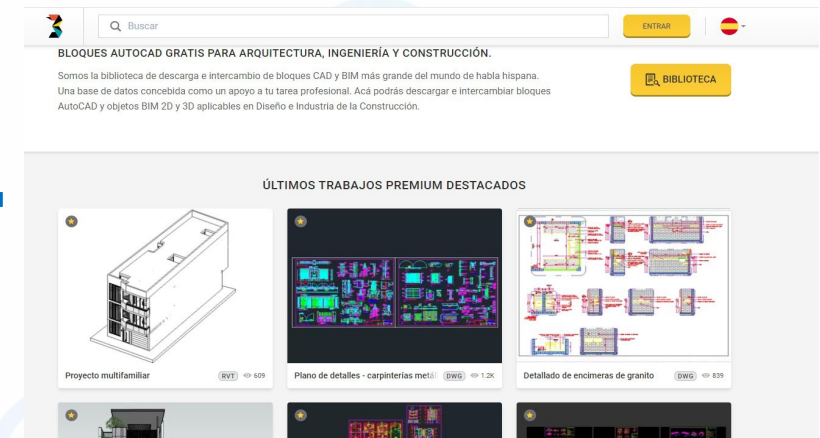 Buscar
ENTRAR
BLOQUES AUTOCAD GRATIS PARA ARQUITECTURA, INGENIERÍA Y CONSTRUCCIÓN.
Somos la biblioteca de descarga e intercambio de bloques CAD y BIM más grande del mundo de habla hispana.
Una base de datos concebida como un apoyo a tu tarea profesional. Acá podrás descargar e intercambiar bloques
AutoCAD y objetos BIM 2D y 3D aplicables en Diseño e Industria de la Construcción.
BIBLIOTECA
ÚLTIMOS TRABAJOS PREMIUM DESTACADOS
Proyecto multifamiliar RVT 609
Plano de detalles - carpinterías metál DWG 1.2K
Detallado de encimeras de granito DWG 839